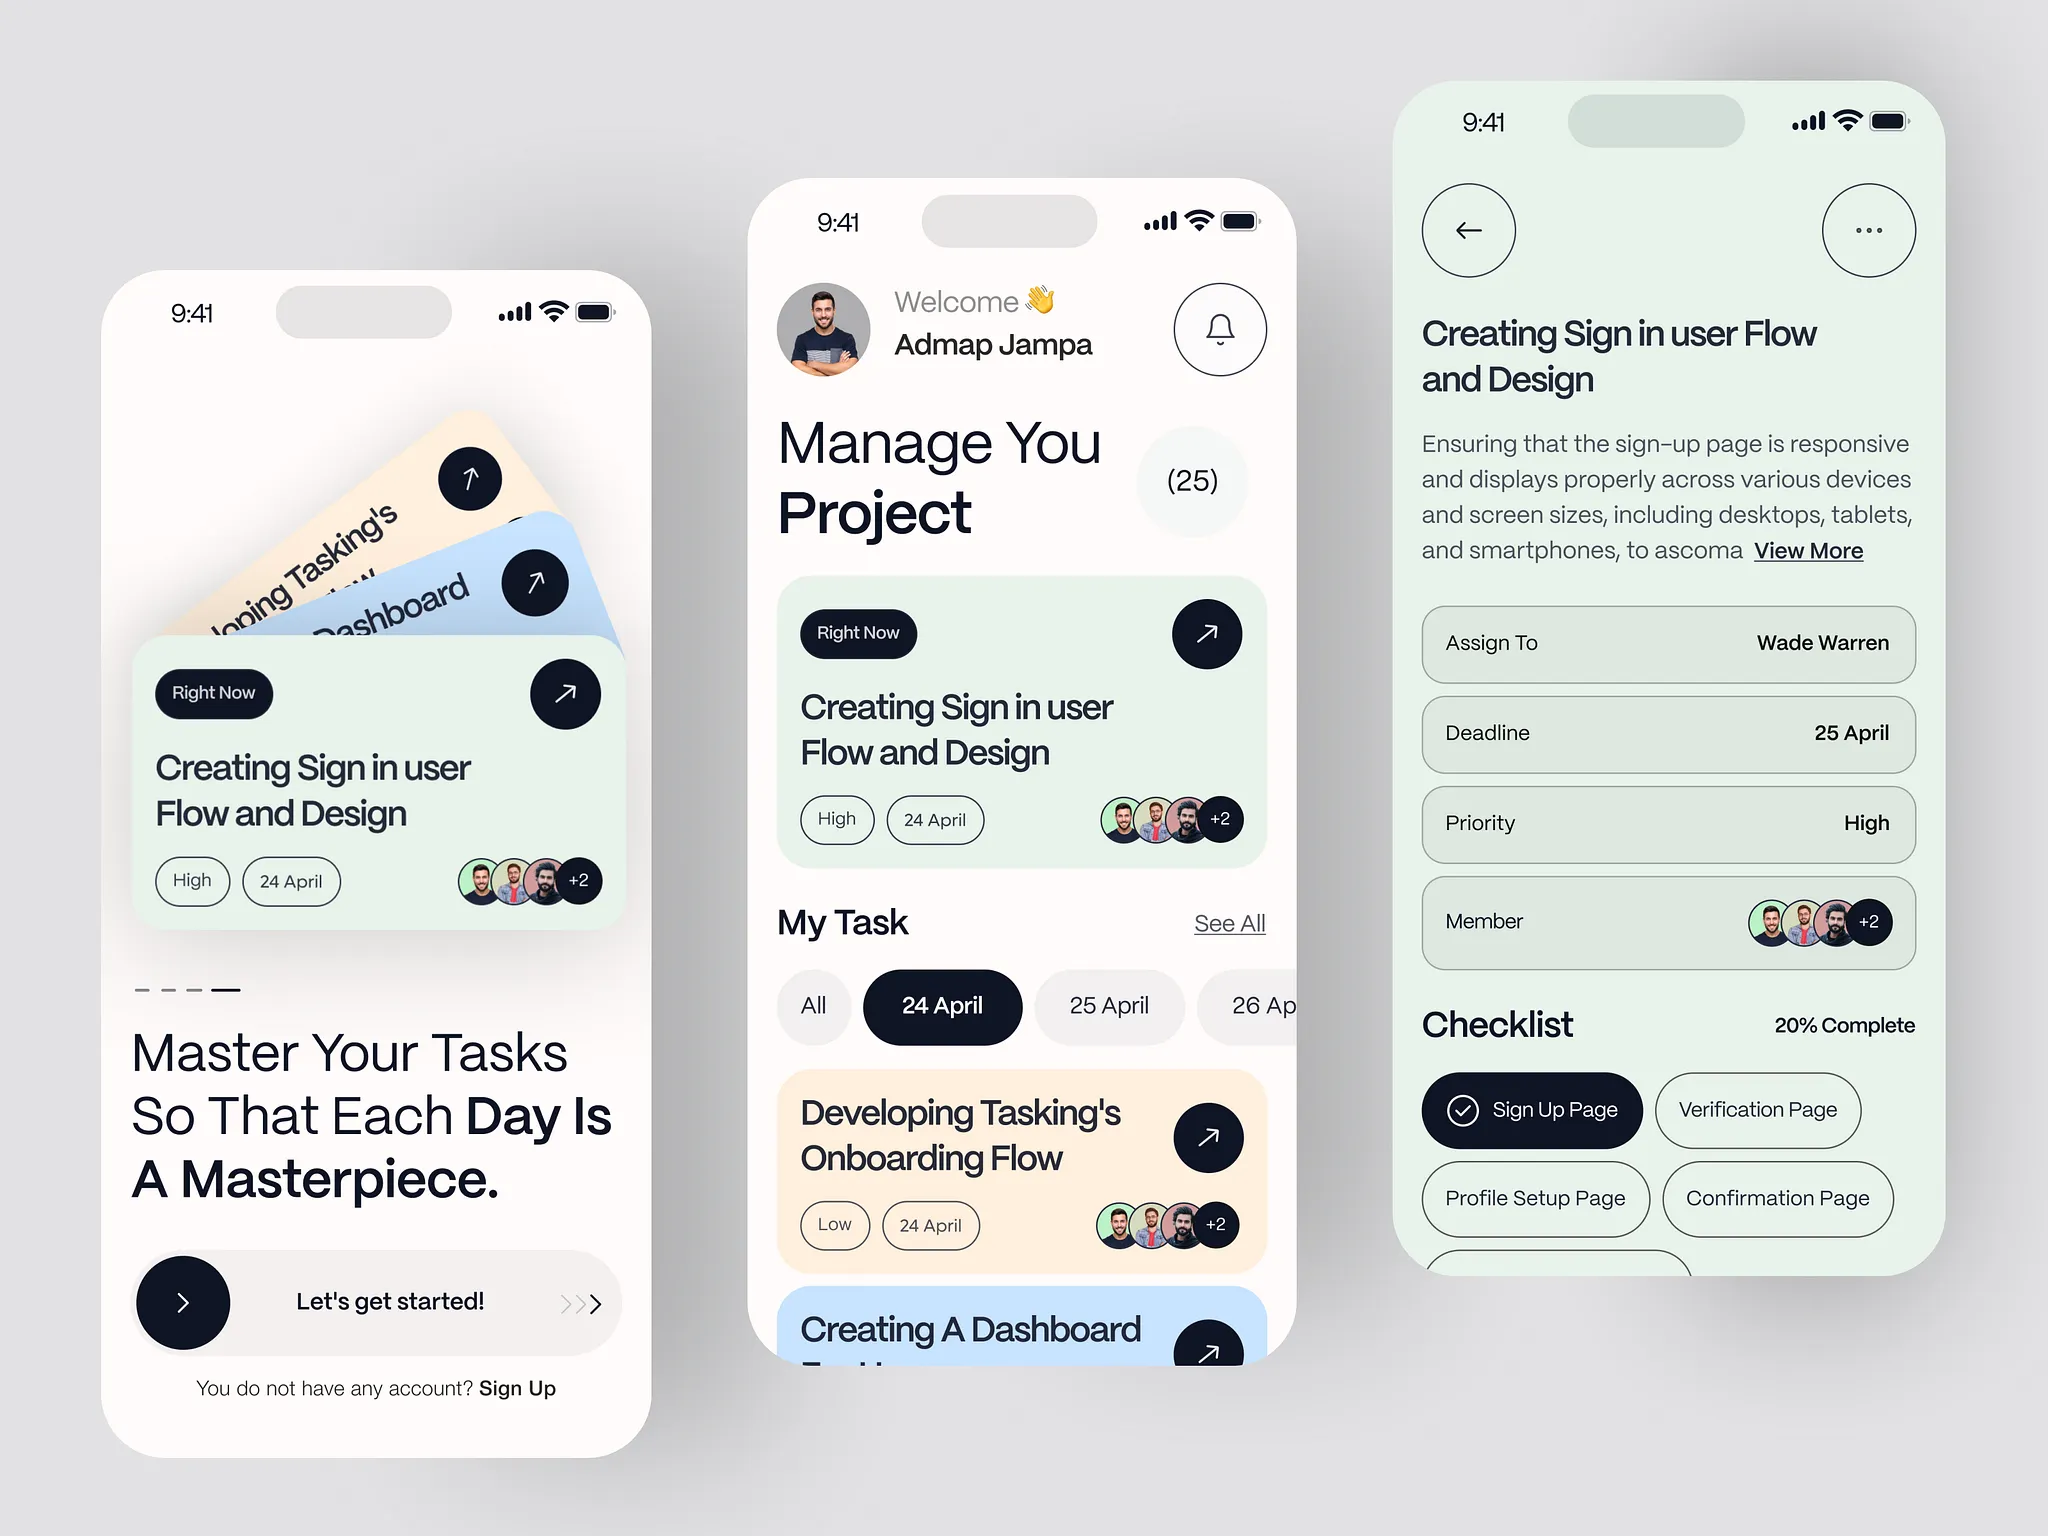 9:41
loping Tasking's
Dashboard
Right Now
Creating Sign in user
Flow and Design
High
24 April
+2
Master Your Tasks
So That Each Day Is
A Masterpiece.
Let's get started!
You do not have any account? Sign Up
9:41
Welcome 👋
Admap Jampa
Manage You
Project
(25)
Right Now
Creating Sign in user
Flow and Design
High
24 April
+2
My Task
See All
All
24 April
25 April
26 Ap
Developing Tasking's
Onboarding Flow
Low
24 April
+2
Creating A Dashboard
9:41
Creating Sign in user Flow
and Design
Ensuring that the sign-up page is responsive
and displays properly across various devices
and screen sizes, including desktops, tablets,
and smartphones, to ascoma View More
Assign To
Wade Warren
Deadline
25 April
Priority
High
Member
+2
Checklist
20% Complete
Sign Up Page
Verification Page
Profile Setup Page
Confirmation Page